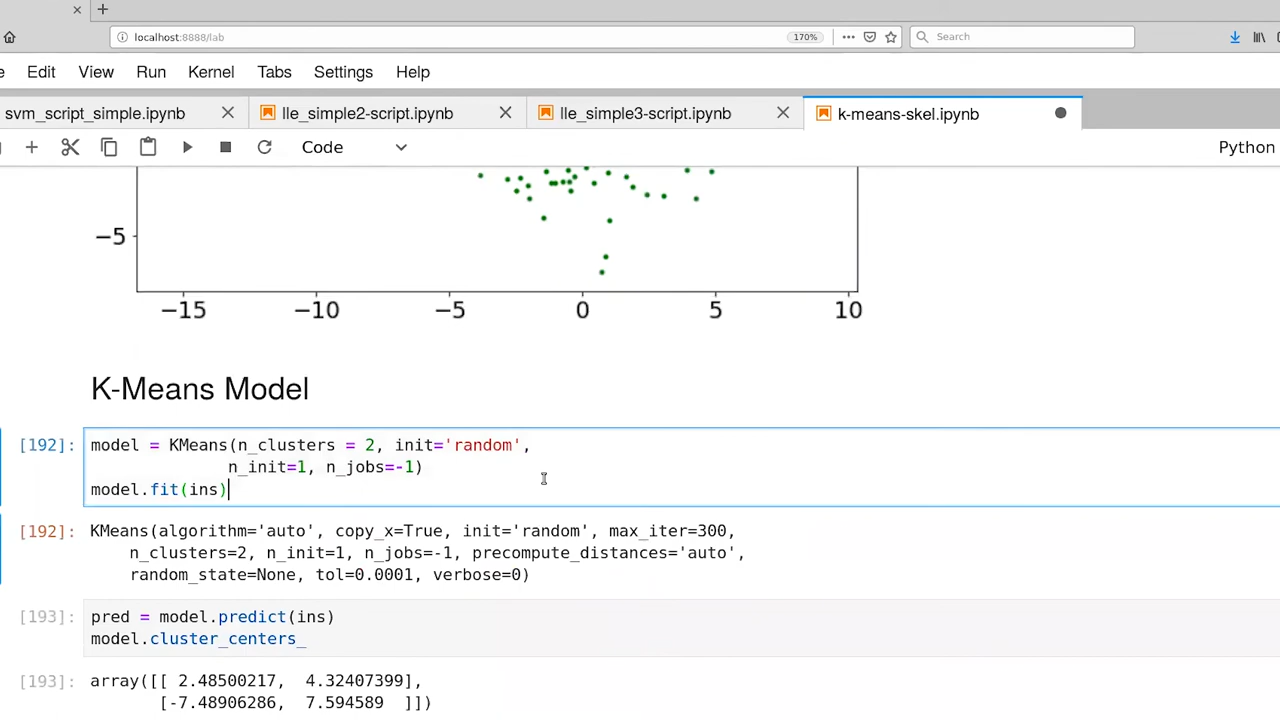 localhost:8888/lab
170%
Search
Edit View Run Kernel Tabs Settings Help
svm_script_simple.ipynb lle_simple2-script.ipynb lle_simple3-script.ipynb k-means-skel.ipynb
Code Python
−5
−15 −10 −5 0 5 10
K-Means Model
[192]: model = KMeans(n_clusters = 2, init='random',
n_init=1, n_jobs=-1)
model.fit(ins)
[192]: KMeans(algorithm='auto', copy_x=True, init='random', max_iter=300,
n_clusters=2, n_init=1, n_jobs=-1, precompute_distances='auto',
random_state=None, tol=0.0001, verbose=0)
[193]: pred = model.predict(ins)
model.cluster_centers_
[193]: array([[ 2.48500217, 4.32407399],
[-7.48906286, 7.594589 ]])